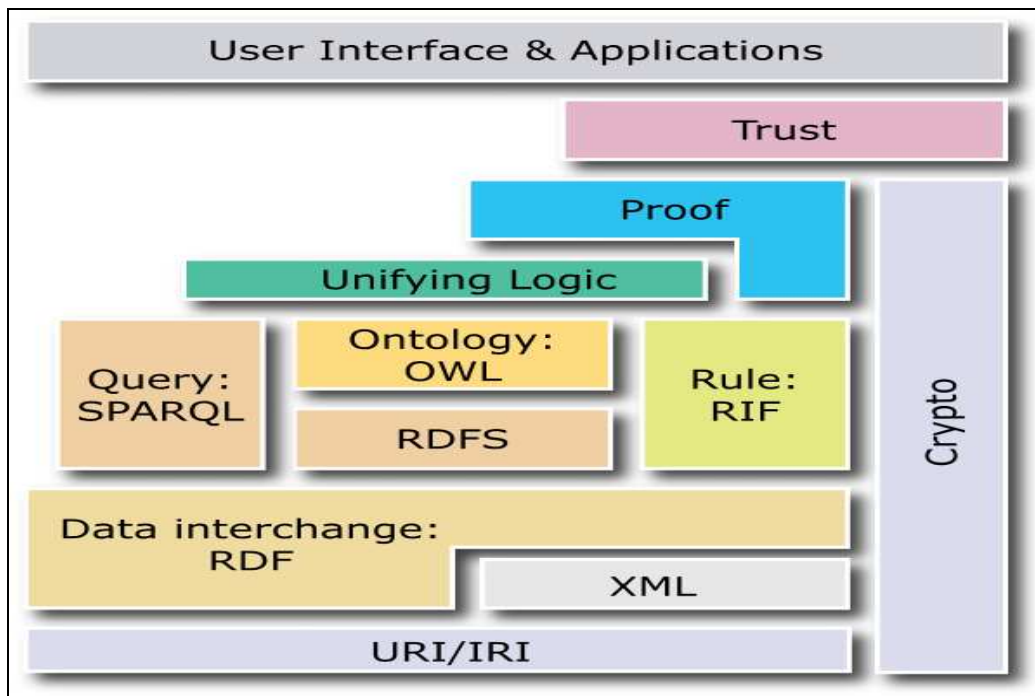 User Interface & Applications
Trust
Proof
Unifying Logic
Query:
SPARQL
Ontology:
OWL
RDFS
Rule:
RIF
Crypto
Data interchange:
RDF
XML
URI/IRI